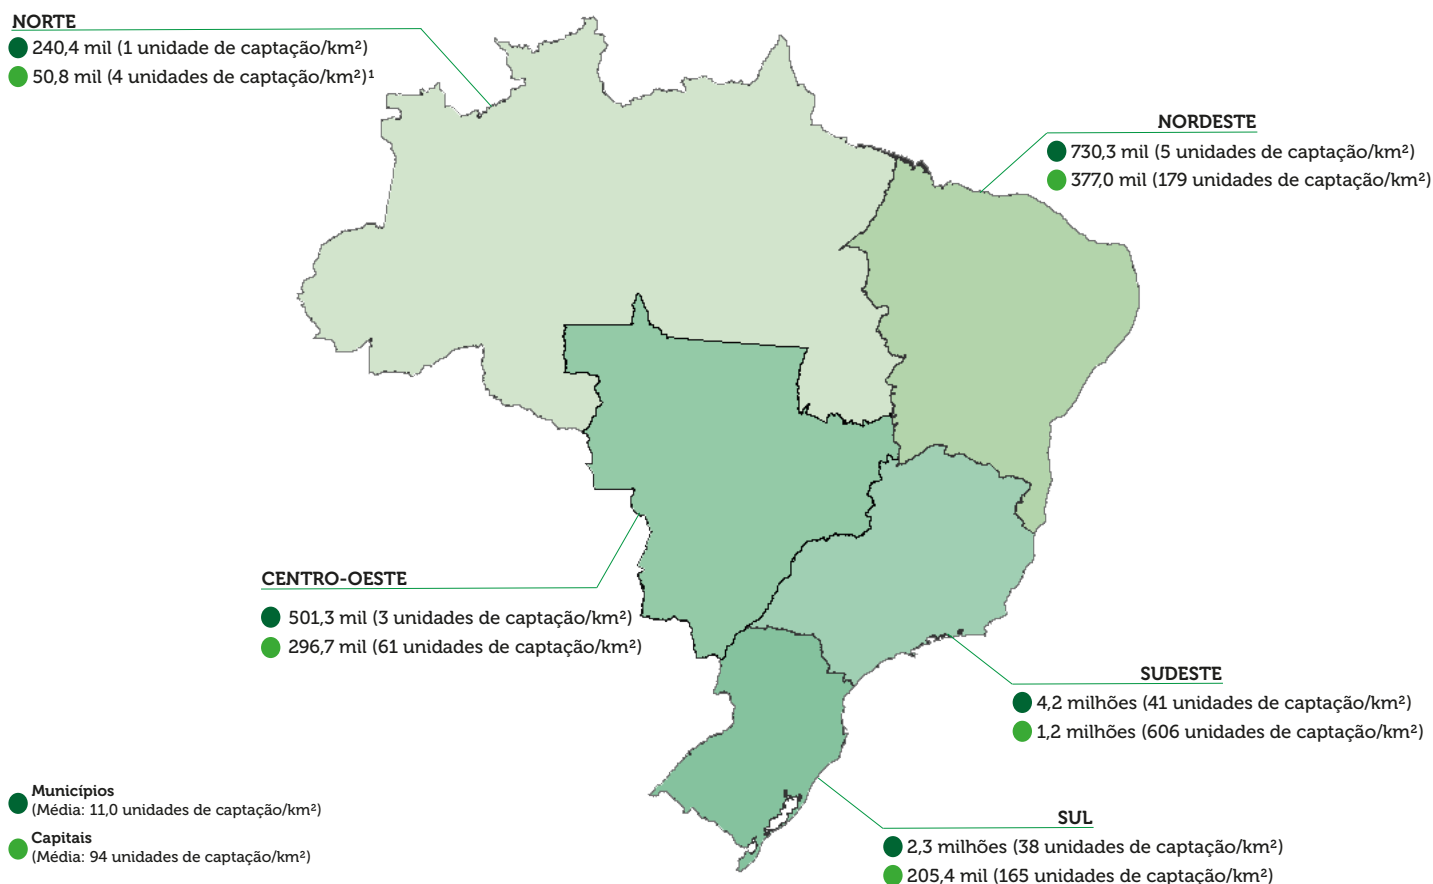 NORTE
240,4 mil (1 unidade de captação/km²)
50,8 mil (4 unidades de captação/km²)¹
NORDESTE
730,3 mil (5 unidades de captação/km²)
377,0 mil (179 unidades de captação/km²)
CENTRO-OESTE
501,3 mil (3 unidades de captação/km²)
296,7 mil (61 unidades de captação/km²)
SUDESTE
4,2 milhões (41 unidades de captação/km²)
1,2 milhões (606 unidades de captação/km²)
SUL
2,3 milhões (38 unidades de captação/km²)
205,4 mil (165 unidades de captação/km²)
Municípios
(Média: 11,0 unidades de captação/km²)
Capitais
(Média: 94 unidades de captação/km²)